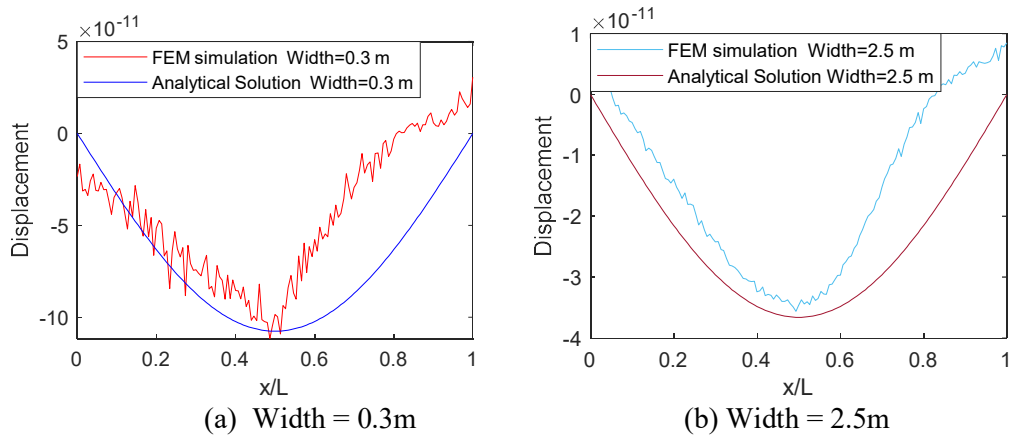 ×10⁻¹¹
5
0
-5
-10
Displacement
FEM simulation Width=0.3 m
Analytical Solution Width=0.3 m
0 0.2 0.4 0.6 0.8 1
x/L
(a) Width = 0.3m
×10⁻¹¹
1
0
-1
-2
-3
-4
Displacement
FEM simulation Width=2.5 m
Analytical Solution Width=2.5 m
0 0.2 0.4 0.6 0.8 1
x/L
(b) Width = 2.5m